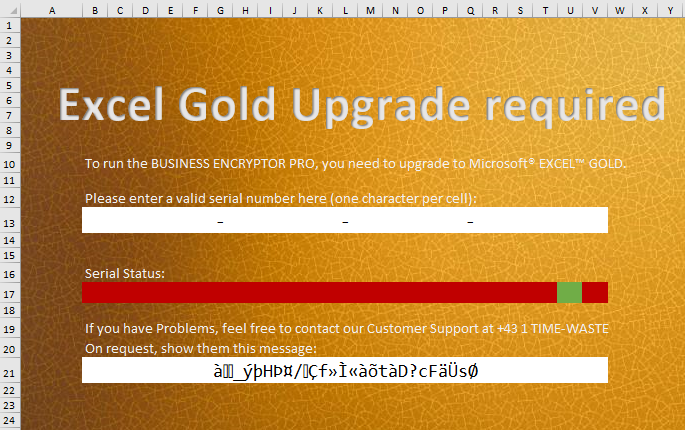 A B C D E F G H I J K L M N O P Q R S T U V W X Y
1
2
3
4
5
6
Excel Gold Upgrade required
7
8
9
10 To run the BUSINESS ENCRYPTOR PRO, you need to upgrade to Microsoft® EXCEL™ GOLD.
11
12 Please enter a valid serial number here (one character per cell):
13 – – –
14
15
16 Serial Status:
17
18
19 If you have Problems, feel free to contact our Customer Support at +43 1 TIME-WASTE
20 On request, show them this message:
21 à▯▯_ýþHÞ¤/▯Çf»Ì«àõtàD?cFäÜsØ
22
23
24